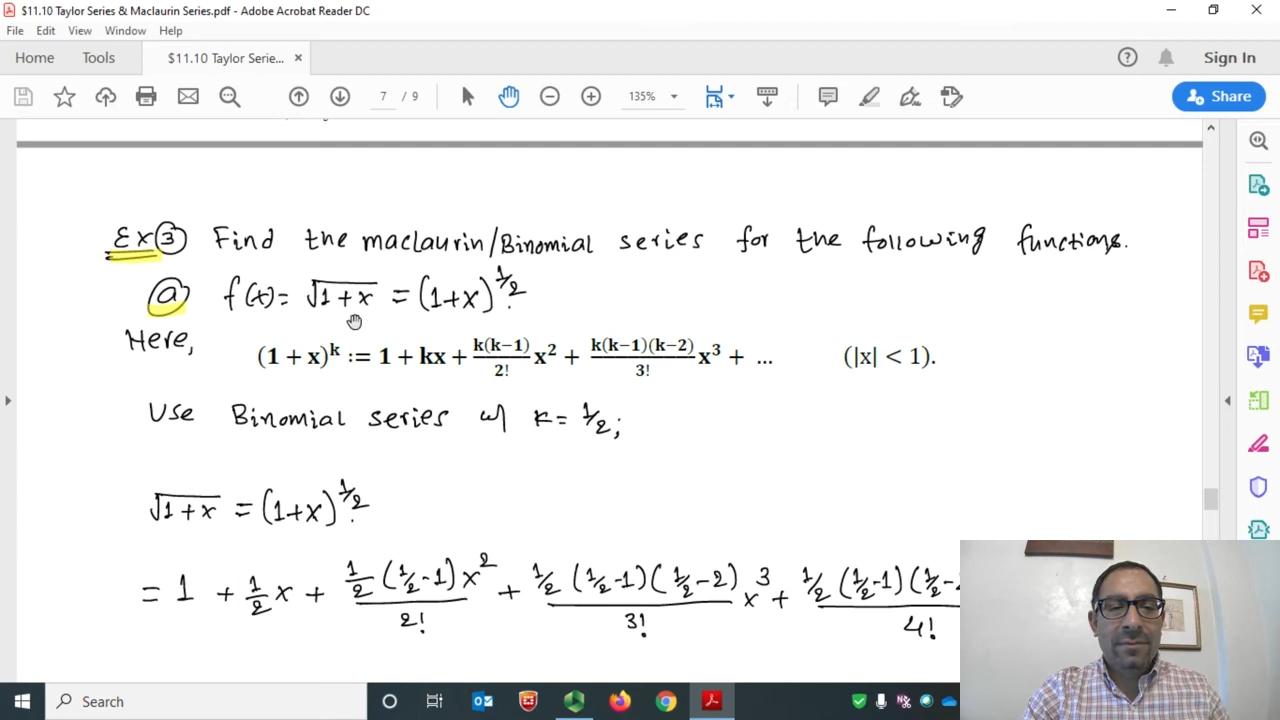 $11.10 Taylor Series & Maclaurin Series.pdf - Adobe Acrobat Reader DC
File Edit View Window Help
Home Tools $11.10 Taylor Serie... × Sign In
7 / 9 135% Share
Ex ③ Find the maclaurin/Binomial series for the following functions.
ⓐ f(x) = √(1+x) = (1+x)^(1/2)
Here,
(1 + x)^k := 1 + kx + k(k−1)/2! x² + k(k−1)(k−2)/3! x³ + … (|x| < 1).
Use Binomial series w/ k = 1/2;
√(1+x) = (1+x)^(1/2)
= 1 + 1/2 x + 1/2(1/2-1)x²/2! + 1/2(1/2-1)(1/2-2)/3! x³ + 1/2(1/2-1)(1/2-2 / 4!
Search